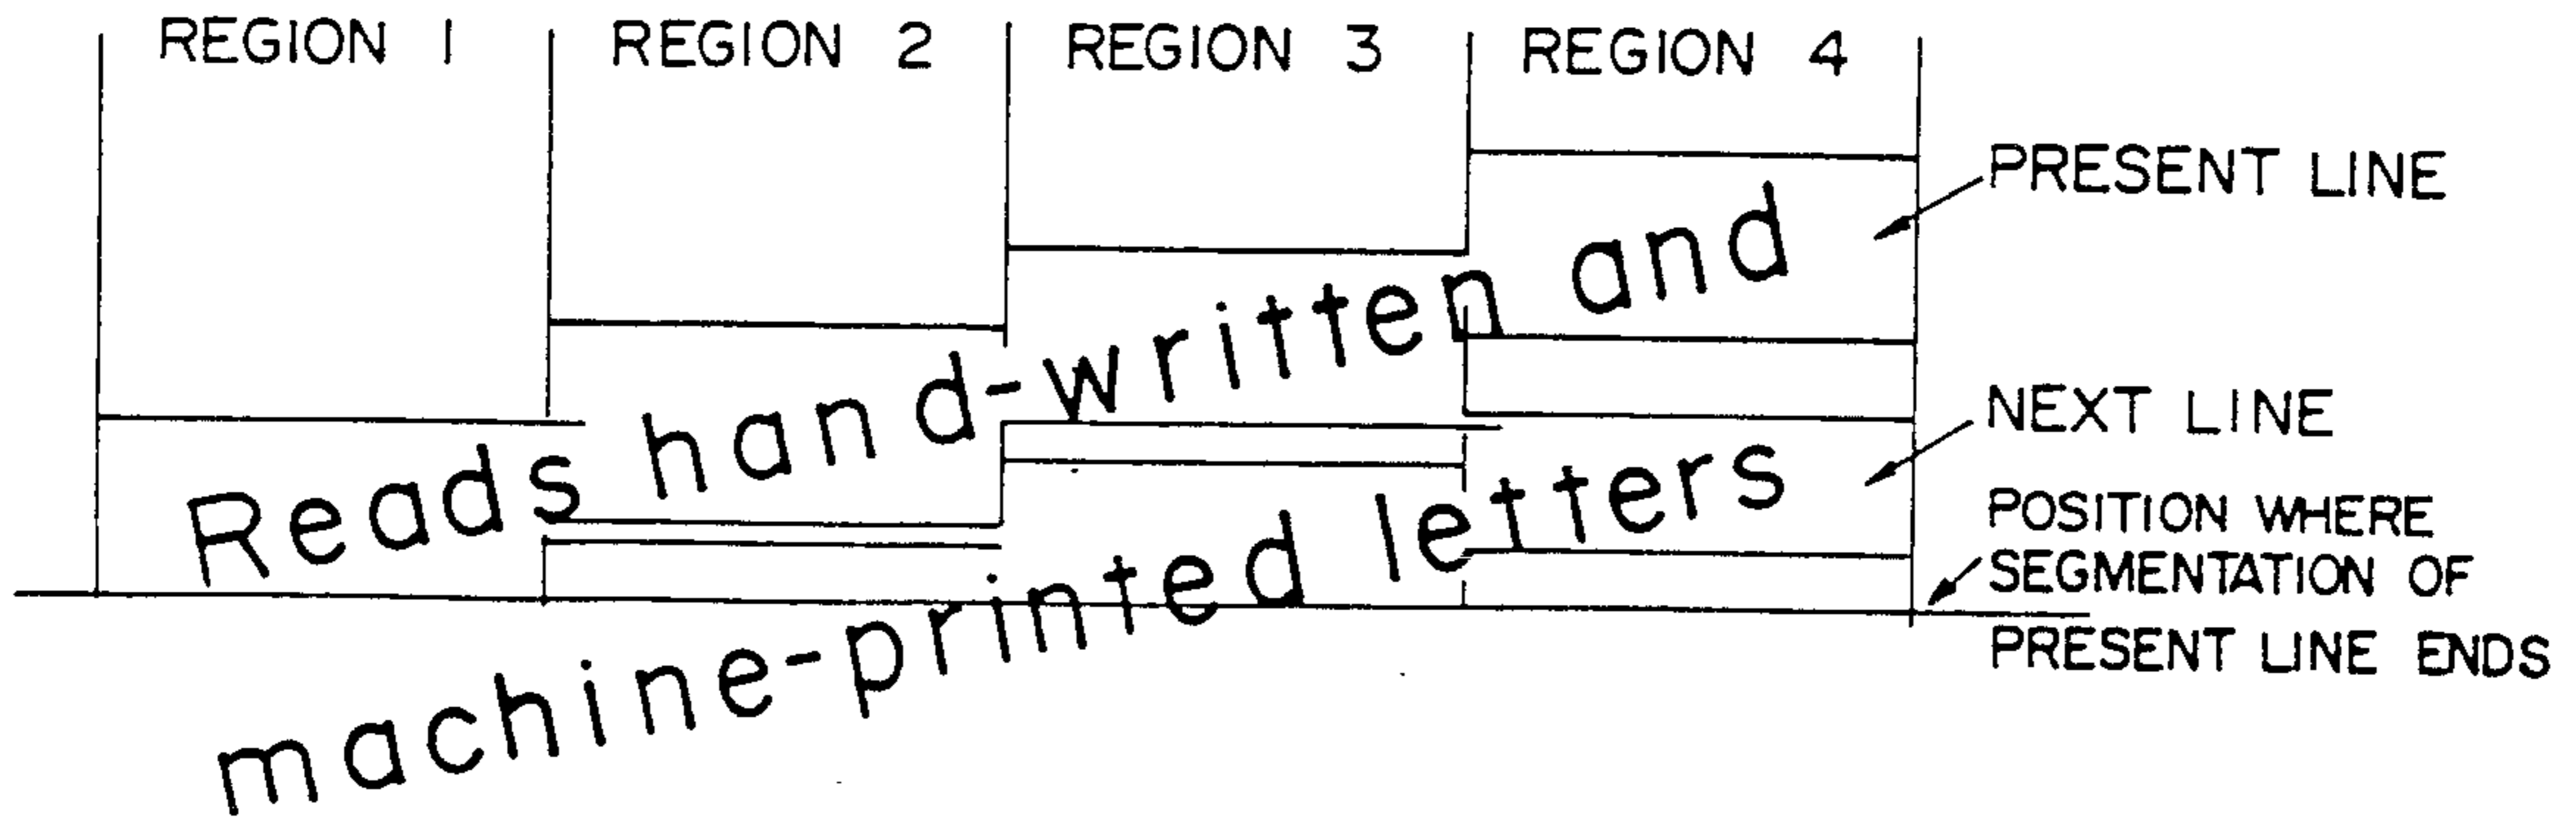 REGION 1 REGION 2 REGION 3 REGION 4
PRESENT LINE
Reads hand-written and
NEXT LINE
machine-printed letters
POSITION WHERE
SEGMENTATION OF
PRESENT LINE ENDS